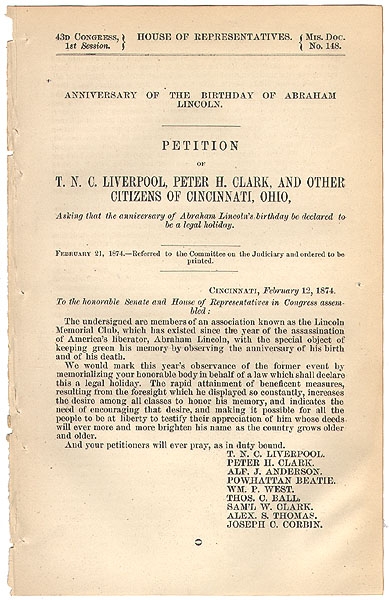 43D CONGRESS, } HOUSE OF REPRESENTATIVES. { MIS. DOC.
1st Session. } { No. 148.
ANNIVERSARY OF THE BIRTHDAY OF ABRAHAM
LINCOLN.
PETITION
OF
T. N. C. LIVERPOOL, PETER H. CLARK, AND OTHER
CITIZENS OF CINCINNATI, OHIO,
Asking that the anniversary of Abraham Lincoln's birthday be declared to
be a legal holiday.
FEBRUARY 21, 1874.—Referred to the Committee on the Judiciary and ordered to be
printed.
CINCINNATI, February 12, 1874.
To the honorable Senate and House of Representatives in Congress assem-
bled:
The undersigned are members of an association known as the Lincoln
Memorial Club, which has existed since the year of the assassination
of America's liberator, Abraham Lincoln, with the special object of
keeping green his memory by observing the anniversary of his birth
and of his death.
We would mark this year's observance of the former event by
memorializing your honorable body in behalf of a law which shall declare
this a legal holiday. The rapid attainment of beneficent measures,
resulting from the foresight which he displayed so constantly, increases
the desire among all classes to honor his memory, and indicates the
need of encouraging that desire, and making it possible for all the
people to be at liberty to testify their appreciation of him whose deeds
will ever more and more brighten his name as the country grows older
and older.
And your petitioners will ever pray, as in duty bound.
T. N. C. LIVERPOOL.
PETER H. CLARK.
ALF. J. ANDERSON.
POWHATTAN BEATIE.
WM. P. WEST.
THOS. C. BALL.
SAM'L W. CLARK.
ALEX. S. THOMAS.
JOSEPH C. CORBIN.